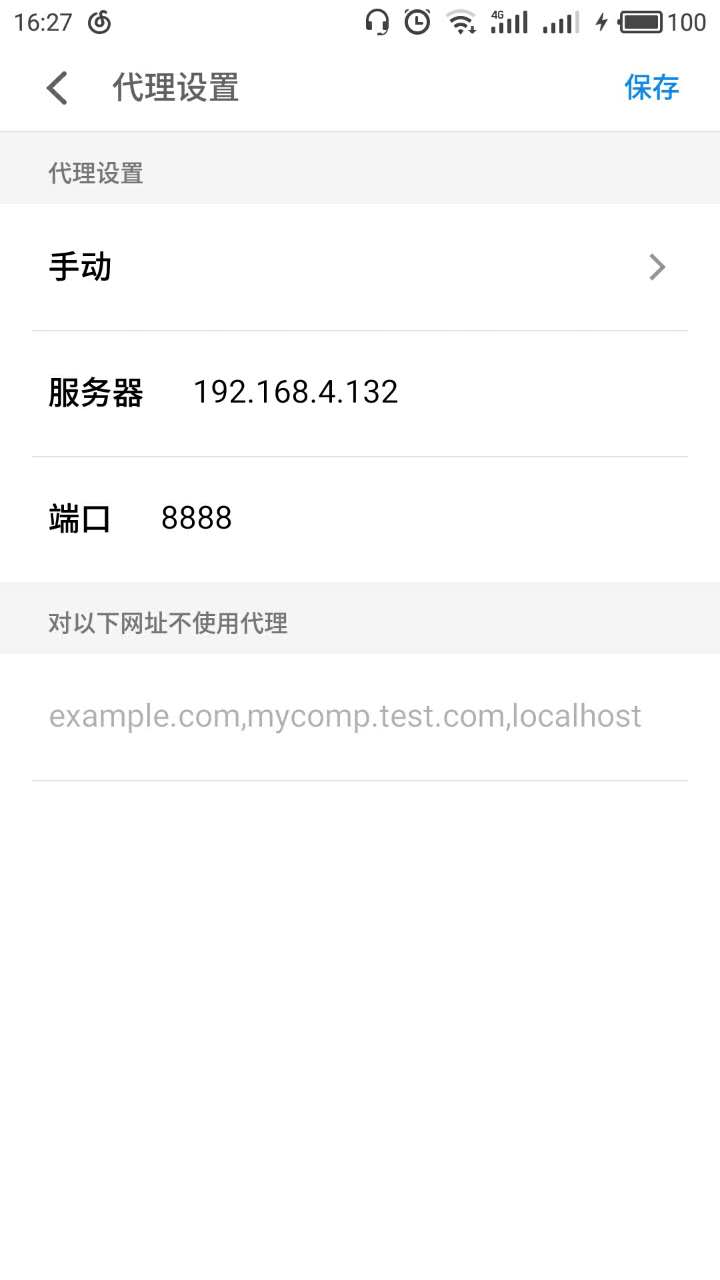 16:27
4G
100
代理设置
保存
代理设置
手动
服务器 192.168.4.132
端口 8888
对以下网址不使用代理
example.com,mycomp.test.com,localhost